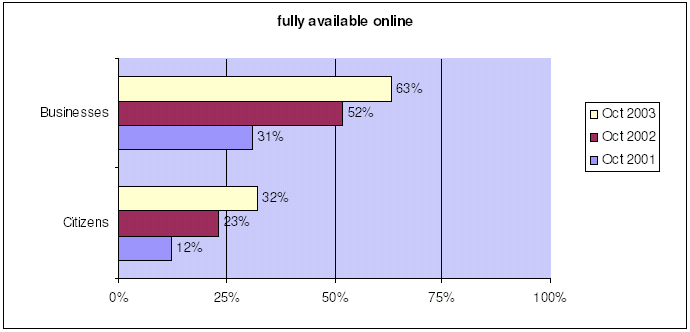 fully available online
Businesses
63%
52%
31%
Citizens
32%
23%
12%
0% 25% 50% 75% 100%
Oct 2003
Oct 2002
Oct 2001